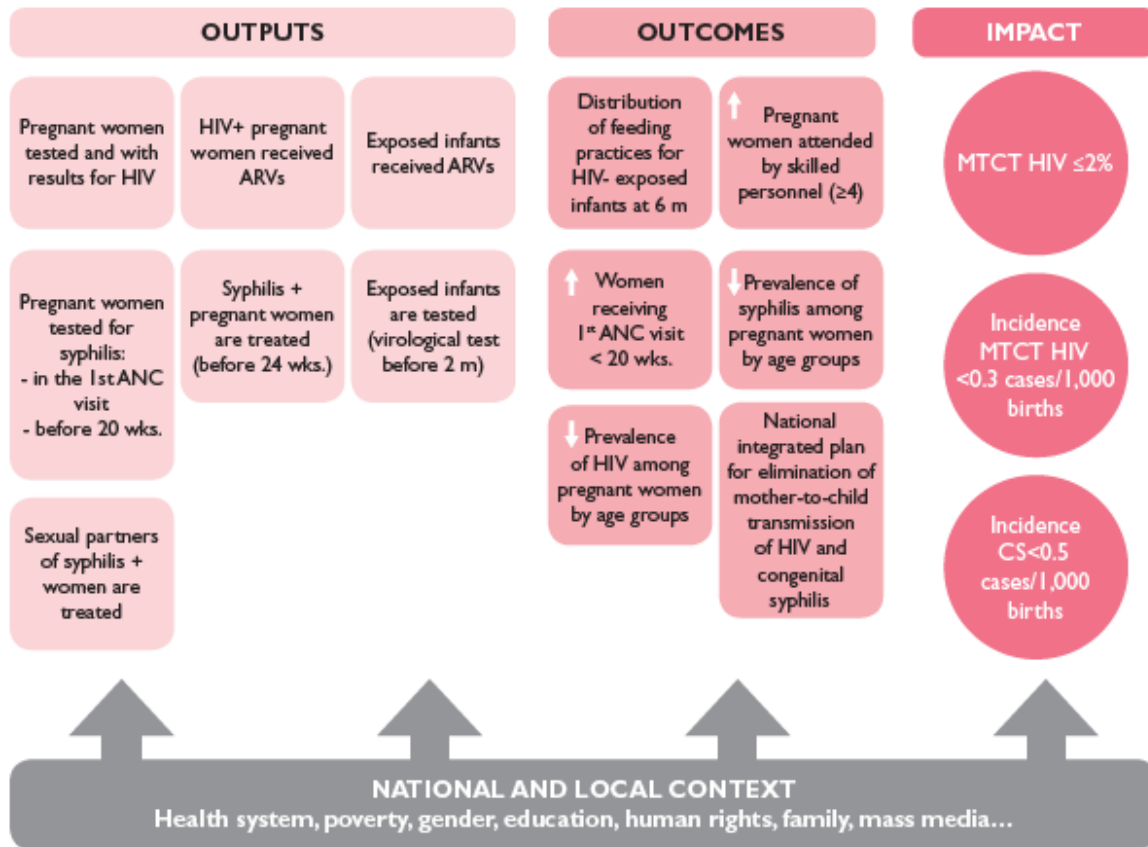 OUTPUTS
Pregnant women
tested and with
results for HIV
HIV+ pregnant
women received
ARVs
Exposed infants
received ARVs
Pregnant women
tested for
syphilis:
- in the 1st ANC
visit
- before 20 wks.
Syphilis +
pregnant women
are treated
(before 24 wks.)
Exposed infants
are tested
(virological test
before 2 m)
Sexual partners
of syphilis +
women are
treated
OUTCOMES
Distribution
of feeding
practices for
HIV- exposed
infants at 6 m
Pregnant
women attended
by skilled
personnel (≥4)
Women
receiving
1st ANC visit
< 20 wks.
Prevalence of
syphilis among
pregnant women
by age groups
Prevalence
of HIV among
pregnant women
by age groups
National
integrated plan
for elimination of
mother-to-child
transmission
of HIV and
congenital
syphilis
IMPACT
MTCT HIV ≤2%
Incidence
MTCT HIV
<0.3 cases/1,000
births
Incidence
CS<0.5
cases/1,000
births
NATIONAL AND LOCAL CONTEXT
Health system, poverty, gender, education, human rights, family, mass media...